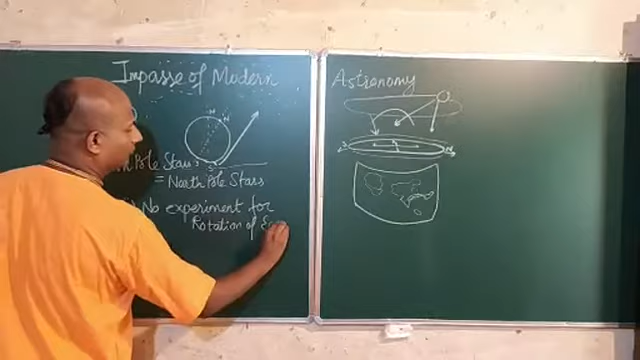 Impasse of Modern Astronomy
Pole Stars
= North Pole Stars
No experiment for
Rotation of